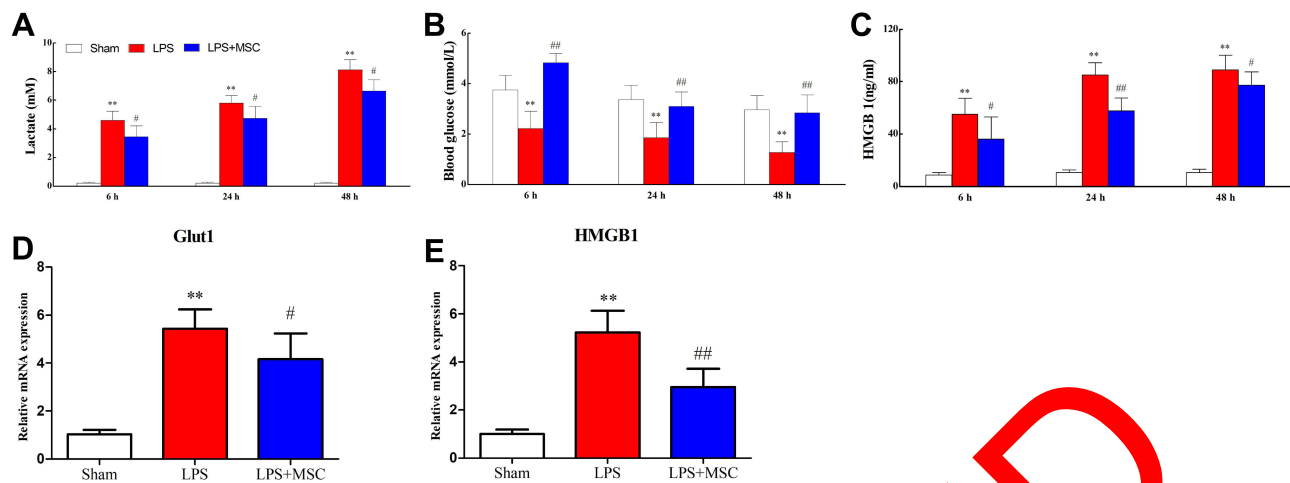 A
Sham LPS LPS+MSC
Lactate (mM)
10
8
6
4
2
0
** # ** # ** #
6 h 24 h 48 h
B
Blood glucose (mmol/L)
6
4
2
0
** ## ** ## ** ##
6 h 24 h 48 h
C
HMGB 1(ng/ml)
120
80
40
0
** # ** ## ** #
6 h 24 h 48 h
D
Glut1
Relative mRNA expression
8
6
4
2
0
** #
Sham LPS LPS+MSC
E
HMGB1
Relative mRNA expression
8
6
4
2
0
** ##
Sham LPS LPS+MSC